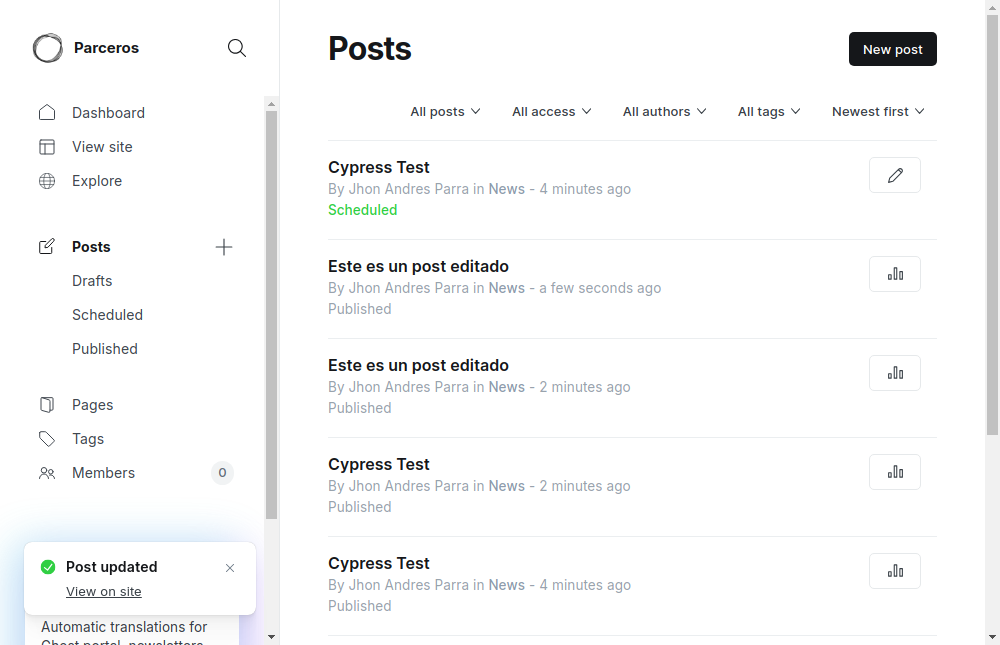 Parceros
Dashboard
View site
Explore
Posts
Drafts
Scheduled
Published
Pages
Tags
Members 0
Post updated
View on site
Automatic translations for
Ghost portal, newsletters
Posts
New post
All posts
All access
All authors
All tags
Newest first
Cypress Test
By Jhon Andres Parra in News - 4 minutes ago
Scheduled
Este es un post editado
By Jhon Andres Parra in News - a few seconds ago
Published
Este es un post editado
By Jhon Andres Parra in News - 2 minutes ago
Published
Cypress Test
By Jhon Andres Parra in News - 2 minutes ago
Published
Cypress Test
By Jhon Andres Parra in News - 4 minutes ago
Published